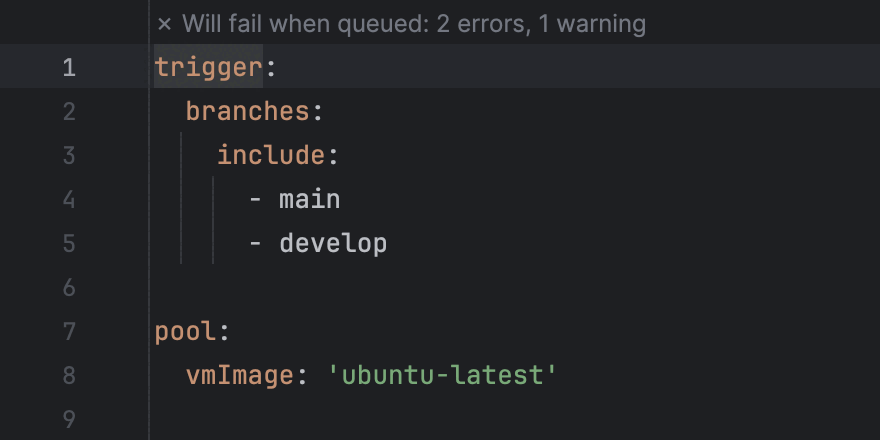 × Will fail when queued: 2 errors, 1 warning
1 trigger:
2 branches:
3 include:
4 - main
5 - develop
6
7 pool:
8 vmImage: 'ubuntu-latest'
9